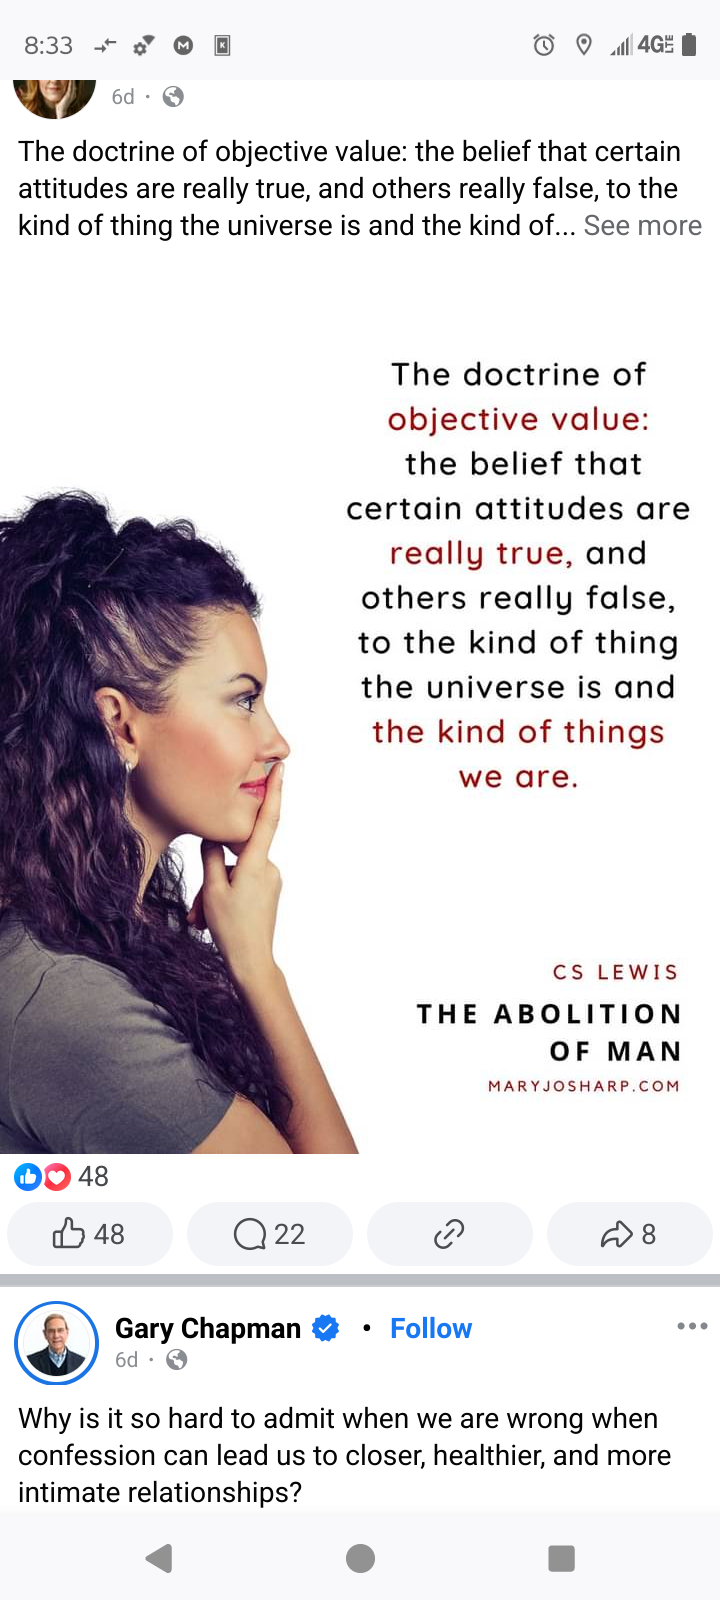 8:33
4G LTE
6d ·
The doctrine of objective value: the belief that certain
attitudes are really true, and others really false, to the
kind of thing the universe is and the kind of... See more
The doctrine of
objective value:
the belief that
certain attitudes are
really true, and
others really false,
to the kind of thing
the universe is and
the kind of things
we are.
CS LEWIS
THE ABOLITION
OF MAN
MARYJOSHARP.COM
48
48
22
8
Gary Chapman • Follow
6d ·
Why is it so hard to admit when we are wrong when
confession can lead us to closer, healthier, and more
intimate relationships?